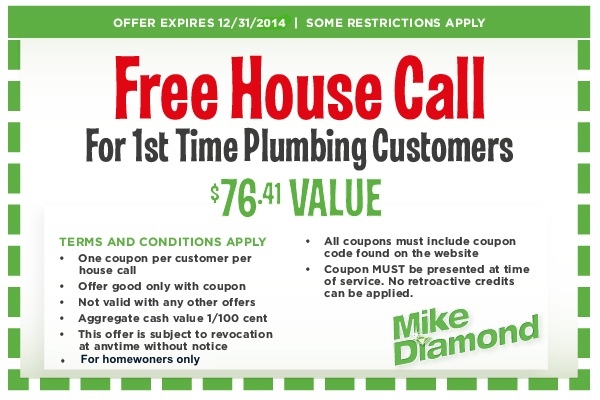 OFFER EXPIRES 12/31/2014 | SOME RESTRICTIONS APPLY
Free House Call
For 1st Time Plumbing Customers
$76.41 VALUE
TERMS AND CONDITIONS APPLY
• One coupon per customer per
house call
• Offer good only with coupon
• Not valid with any other offers
• Aggregate cash value 1/100 cent
• This offer is subject to revocation
at anytime without notice
• For homewoners only
• All coupons must include coupon
code found on the website
• Coupon MUST be presented at time
of service. No retroactive credits
can be applied.
Mike
Diamond